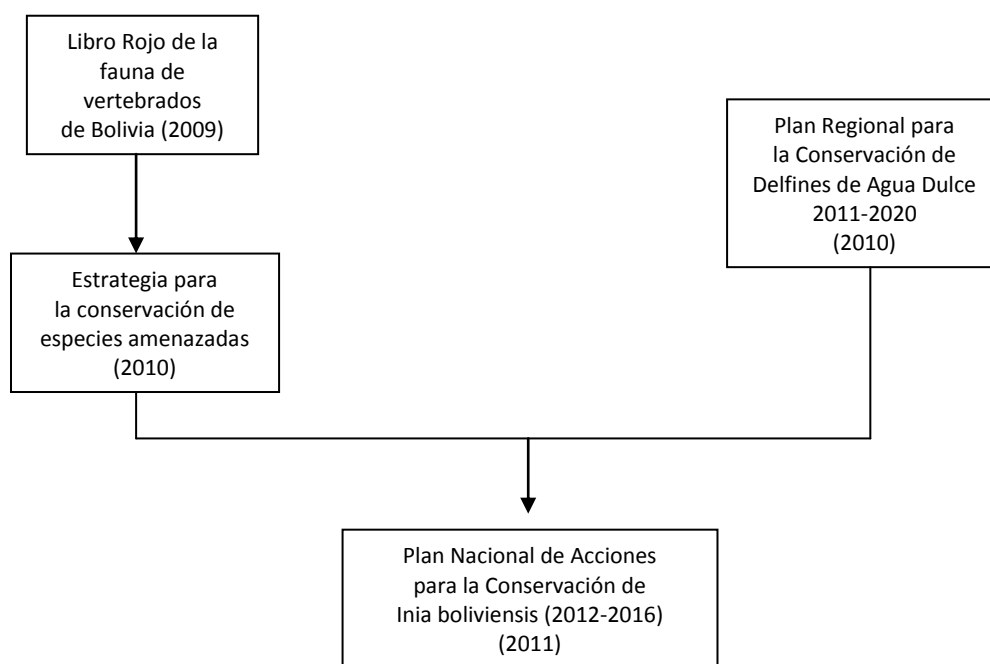 Libro Rojo de la
fauna de
vertebrados
de Bolivia (2009)
Plan Regional para
la Conservación de
Delfines de Agua Dulce
2011-2020
(2010)
Estrategia para
la conservación de
especies amenazadas
(2010)
Plan Nacional de Acciones
para la Conservación de
Inia boliviensis (2012-2016)
(2011)